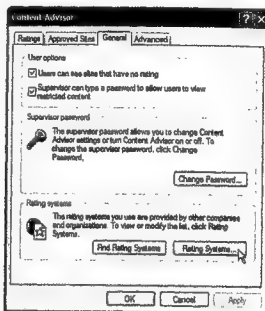 Content Advisor
Ratings Approved Sites General Advanced
User options
Users can see sites that have no rating
Supervisor can type a password to allow users to view
restricted content
Supervisor password
The supervisor password allows you to change Content
Advisor settings or turn Content Advisor on or off. To
change the supervisor password, click Change
Password.
Change Password...
Rating systems
The rating systems you use are provided by other companies
and organizations. To view or modify the list, click Rating
Systems.
Find Rating Systems Rating Systems...
OK Cancel Apply